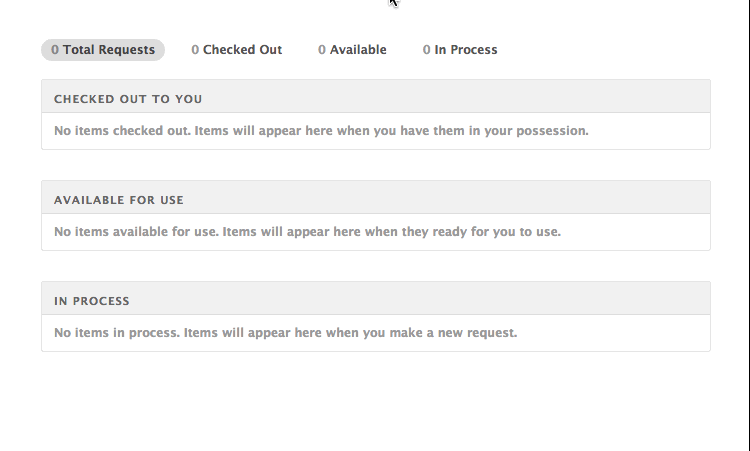 0 Total Requests 0 Checked Out 0 Available 0 In Process
CHECKED OUT TO YOU
No items checked out. Items will appear here when you have them in your possession.
AVAILABLE FOR USE
No items available for use. Items will appear here when they ready for you to use.
IN PROCESS
No items in process. Items will appear here when you make a new request.